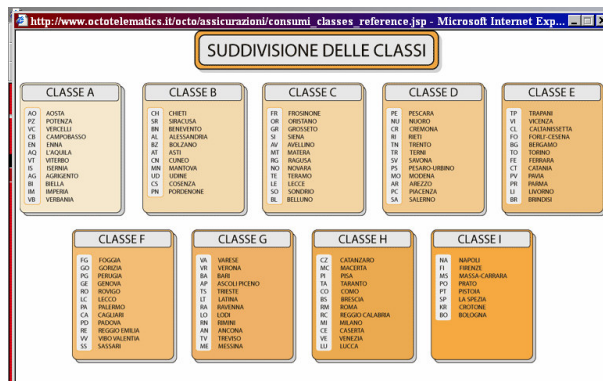 http://www.octotelematics.it/octo/assicurazioni/consumi_classes_reference.jsp - Microsoft Internet Exp...
SUDDIVISIONE DELLE CLASSI
CLASSE A
AO AOSTA
PZ POTENZA
VC VERCELLI
CB CAMPOBASSO
EN ENNA
AQ L'AQUILA
VT VITERBO
IS ISERNIA
AG AGRIGENTO
BI BIELLA
IM IMPERIA
VB VERBANIA
CLASSE B
CH CHIETI
SR SIRACUSA
BN BENEVENTO
AL ALESSANDRIA
BZ BOLZANO
AT ASTI
CN CUNEO
MN MANTOVA
UD UDINE
CS COSENZA
PN PORDENONE
CLASSE C
FR FROSINONE
OR ORISTANO
GR GROSSETO
SI SIENA
AV AVELLINO
MT MATERA
RG RAGUSA
NO NOVARA
TE TERAMO
LE LECCE
SO SONDRIO
BL BELLUNO
CLASSE D
PE PESCARA
NU NUORO
CR CREMONA
RI RIETI
TN TRENTO
TR TERNI
SV SAVONA
PS PESARO-URBINO
MO MODENA
AR AREZZO
PC PIACENZA
SA SALERNO
CLASSE E
TP TRAPANI
VI VICENZA
CL CALTANISSETTA
FO FORLI'-CESENA
BG BERGAMO
TO TORINO
FE FERRARA
CT CATANIA
PV PAVIA
PR PARMA
LI LIVORNO
BR BRINDISI
CLASSE F
FG FOGGIA
GO GORIZIA
PG PERUGIA
GE GENOVA
RO ROVIGO
LC LECCO
PA PALERMO
CA CAGLIARI
PD PADOVA
RE REGGIO EMILIA
VV VIBO VALENTIA
SS SASSARI
CLASSE G
VA VARESE
VR VERONA
BA BARI
AP ASCOLI PICENO
TS TRIESTE
LT LATINA
RA RAVENNA
LO LODI
RN RIMINI
AN ANCONA
TV TREVISO
ME MESSINA
CLASSE H
CZ CATANZARO
MC MACERTA
PI PISA
TA TARANTO
CO COMO
BS BRESCIA
RM ROMA
RC REGGIO CALABRIA
MI MILANO
CE CASERTA
VE VENEZIA
LU LUCCA
CLASSE I
NA NAPOLI
FI FIRENZE
MS MASSA-CARRARA
PO PRATO
PT PISTOIA
SP LA SPEZIA
KR CROTONE
BO BOLOGNA